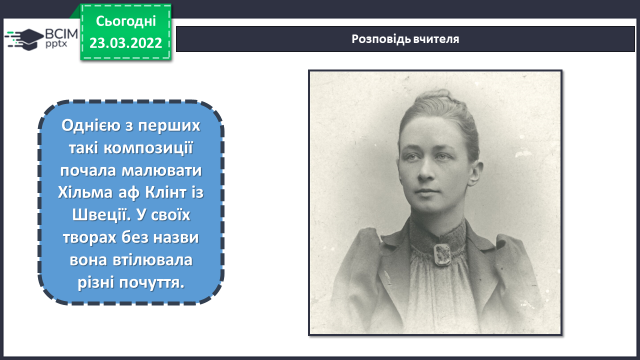 Сьогодні
23.03.2022
BCIM
pptx
Розповідь вчителя
Однією з перших
такі композиції
почала малювати
Хільма аф Клінт із
Швеції. У своїх
творах без назви
вона втілювала
різні почуття.